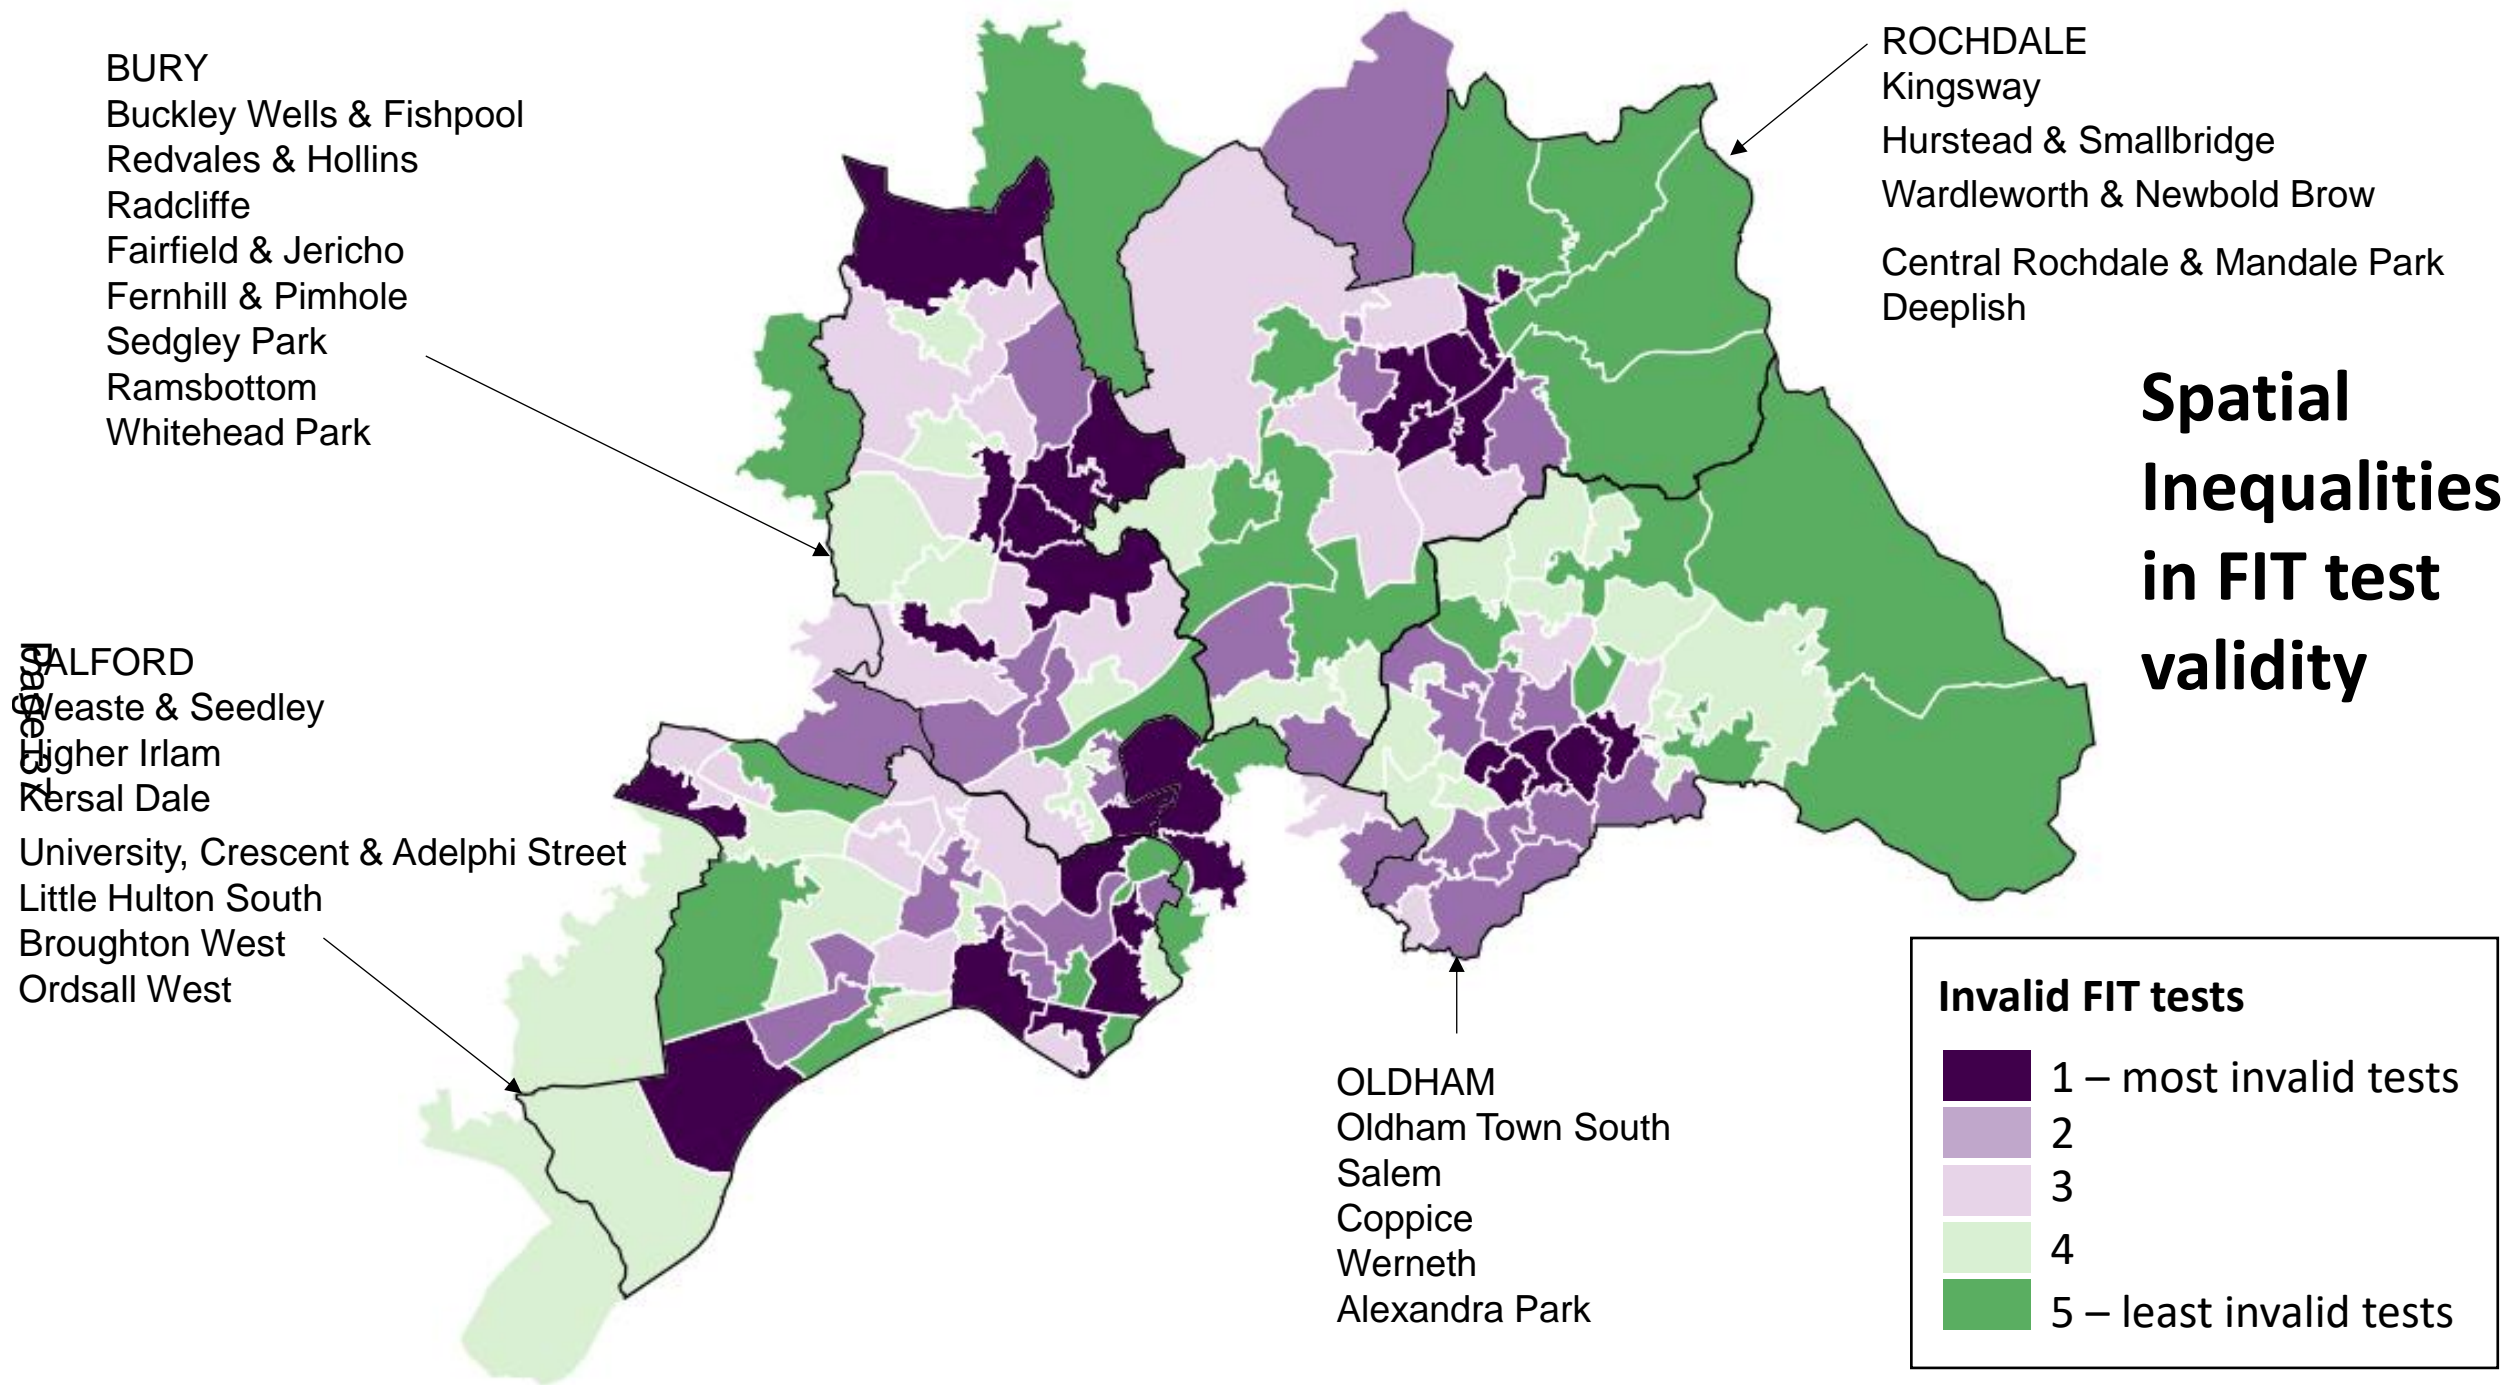 BURY
Buckley Wells & Fishpool
Redvales & Hollins
Radcliffe
Fairfield & Jericho
Fernhill & Pimhole
Sedgley Park
Ramsbottom
Whitehead Park
ROCHDALE
Kingsway
Hurstead & Smallbridge
Wardleworth & Newbold Brow
Central Rochdale & Mandale Park
Deeplish
Spatial
Inequalities
in FIT test
validity
SALFORD
Weaste & Seedley
Higher Irlam
Kersal Dale
University, Crescent & Adelphi Street
Little Hulton South
Broughton West
Ordsall West
Page 37
OLDHAM
Oldham Town South
Salem
Coppice
Werneth
Alexandra Park
Invalid FIT tests
1 – most invalid tests
2
3
4
5 – least invalid tests